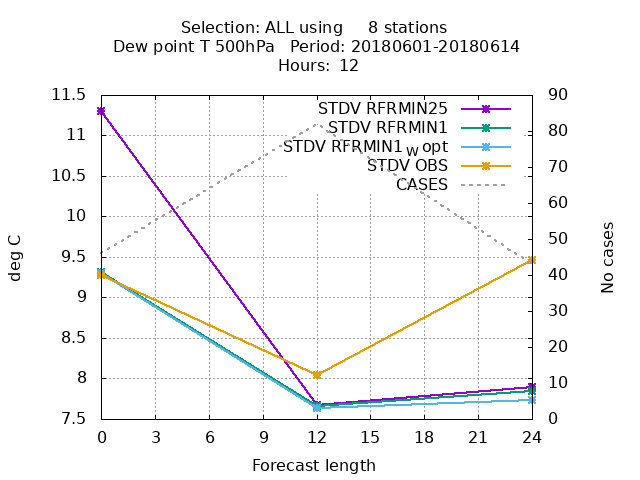 Selection: ALL using     8 stations
Dew point T 500hPa   Period: 20180601-20180614
Hours: 12
STDV RFRMIN25
STDV RFRMIN1
STDV RFRMIN1_W opt
STDV OBS
CASES
deg C
11.5
11
10.5
10
9.5
9
8.5
8
7.5
90
80
70
60
50
40
30
20
10
0
No cases
0 3 6 9 12 15 18 21 24
Forecast length